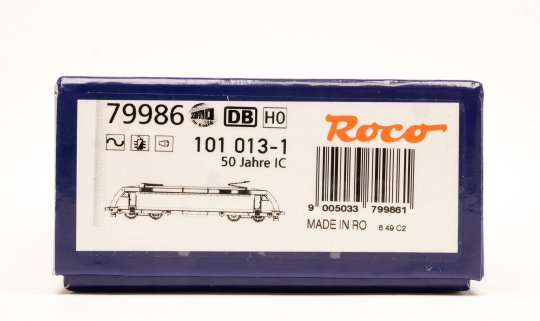 79986 DB H0
Roco
101 013-1
50 Jahre IC
9 005033 799861
MADE IN RO 6 49 C2